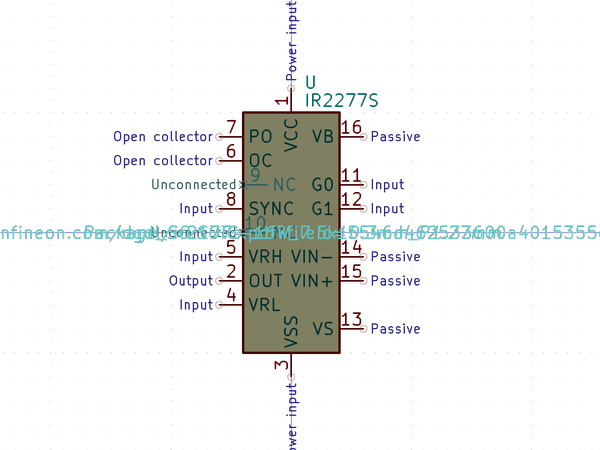 Power input
U
IR2277S
1
VCC
Open collector 7 PO VB 16 Passive
Open collector 6 OC
Unconnected 9 NC G0 11 Input
Input 8 SYNC G1 12 Input
Unconnected 10
Input 5 VRH VIN- 14 Passive
Output 2 OUT VIN+ 15 Passive
Input 4 VRL
VSS VS 13 Passive
3
ower input